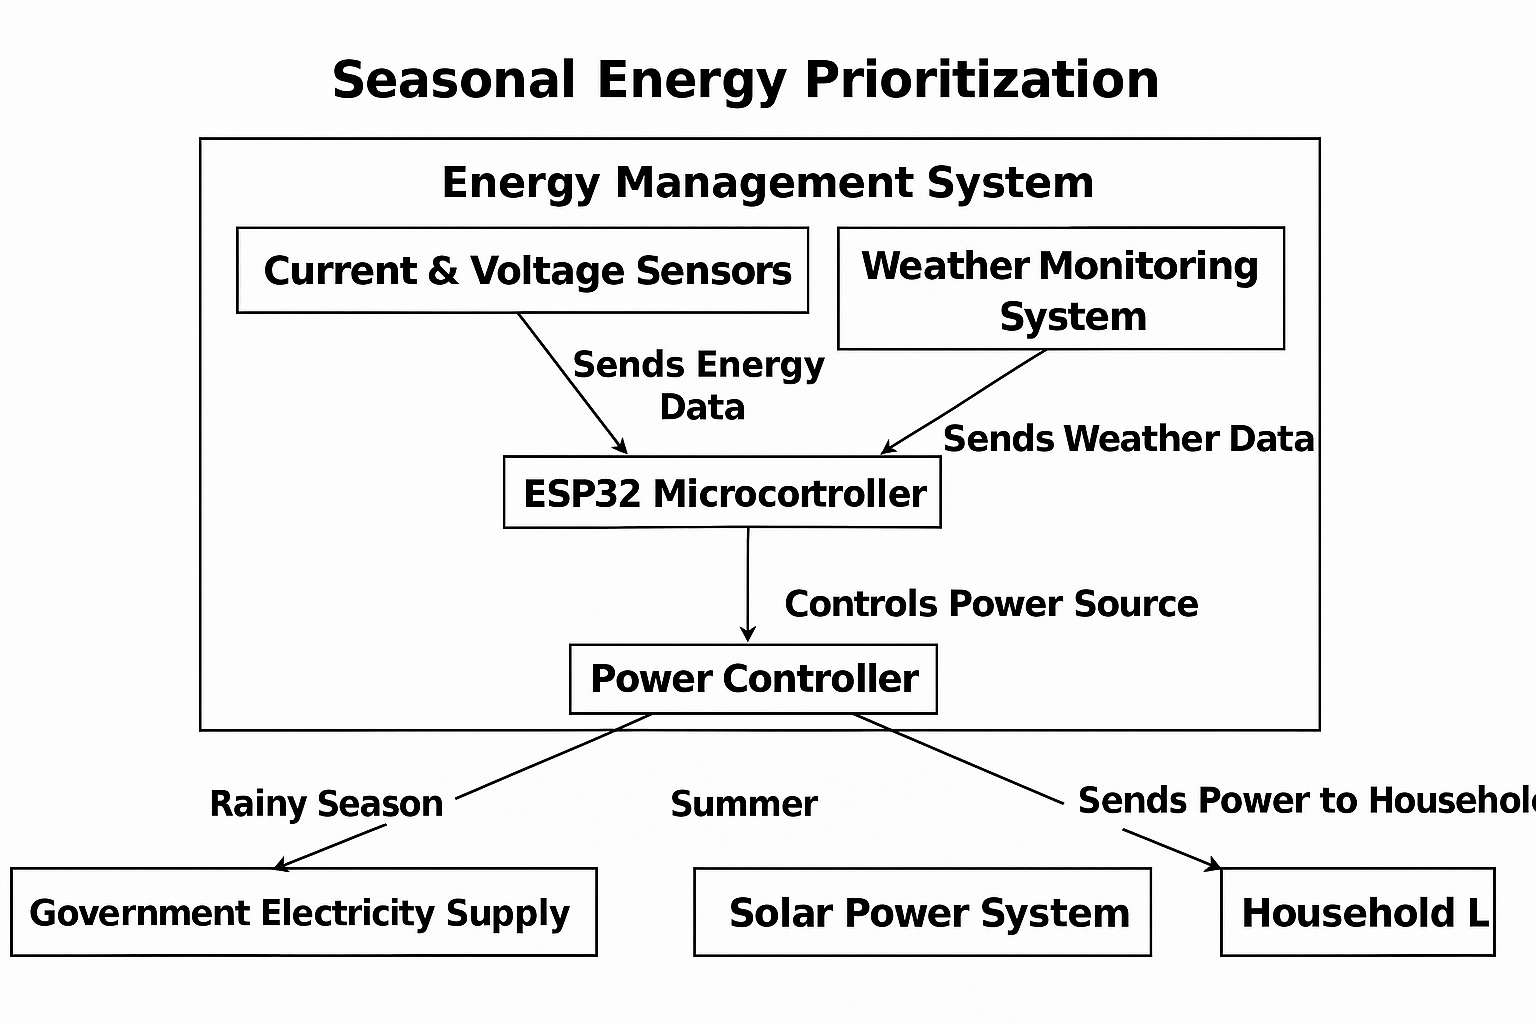 Seasonal Energy Prioritization
Energy Management System
Current & Voltage Sensors
Weather Monitoring
System
Sends Energy
Data
Sends Weather Data
ESP32 Microcortroller
Controls Power Source
Power Controller
Rainy Season
Summer
Sends Power to Househol
Government Electricity Supply
Solar Power System
Household L